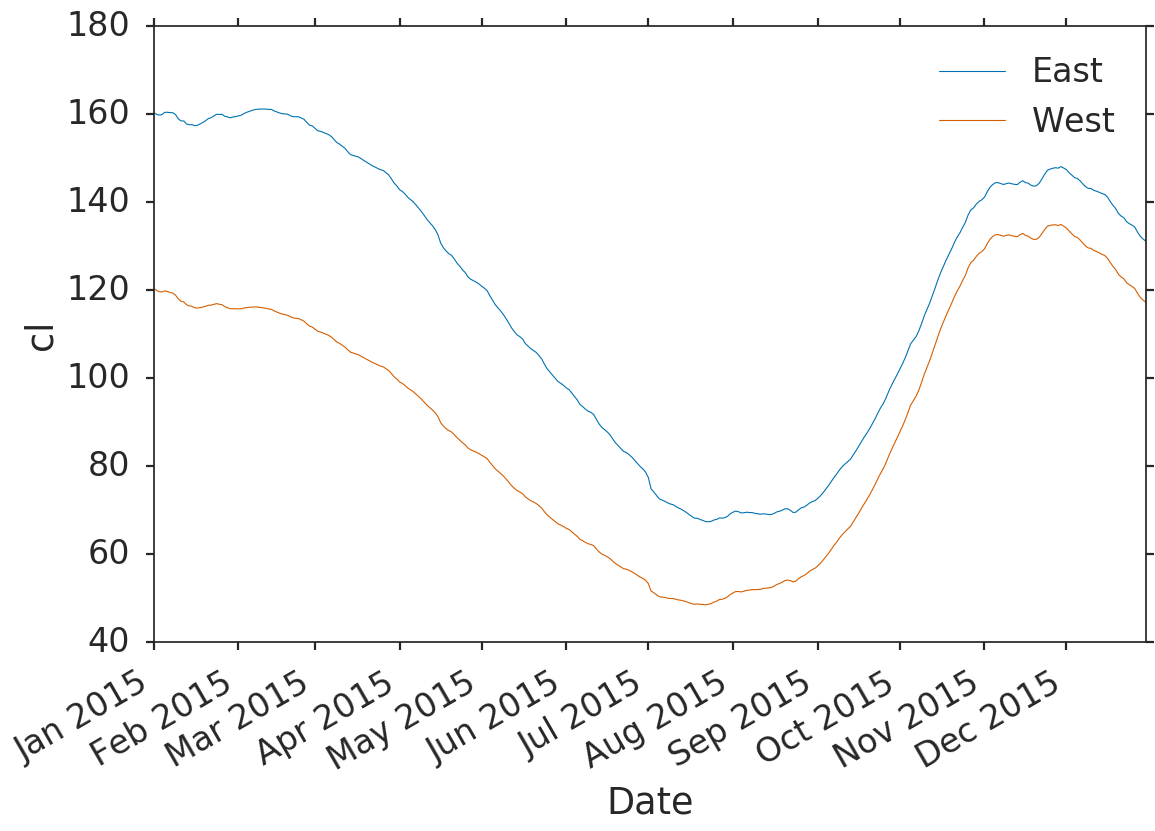 180
160
140
120
100
80
60
40
cl
East
West
Jan 2015
Feb 2015
Mar 2015
Apr 2015
May 2015
Jun 2015
Jul 2015
Aug 2015
Sep 2015
Oct 2015
Nov 2015
Dec 2015
Date